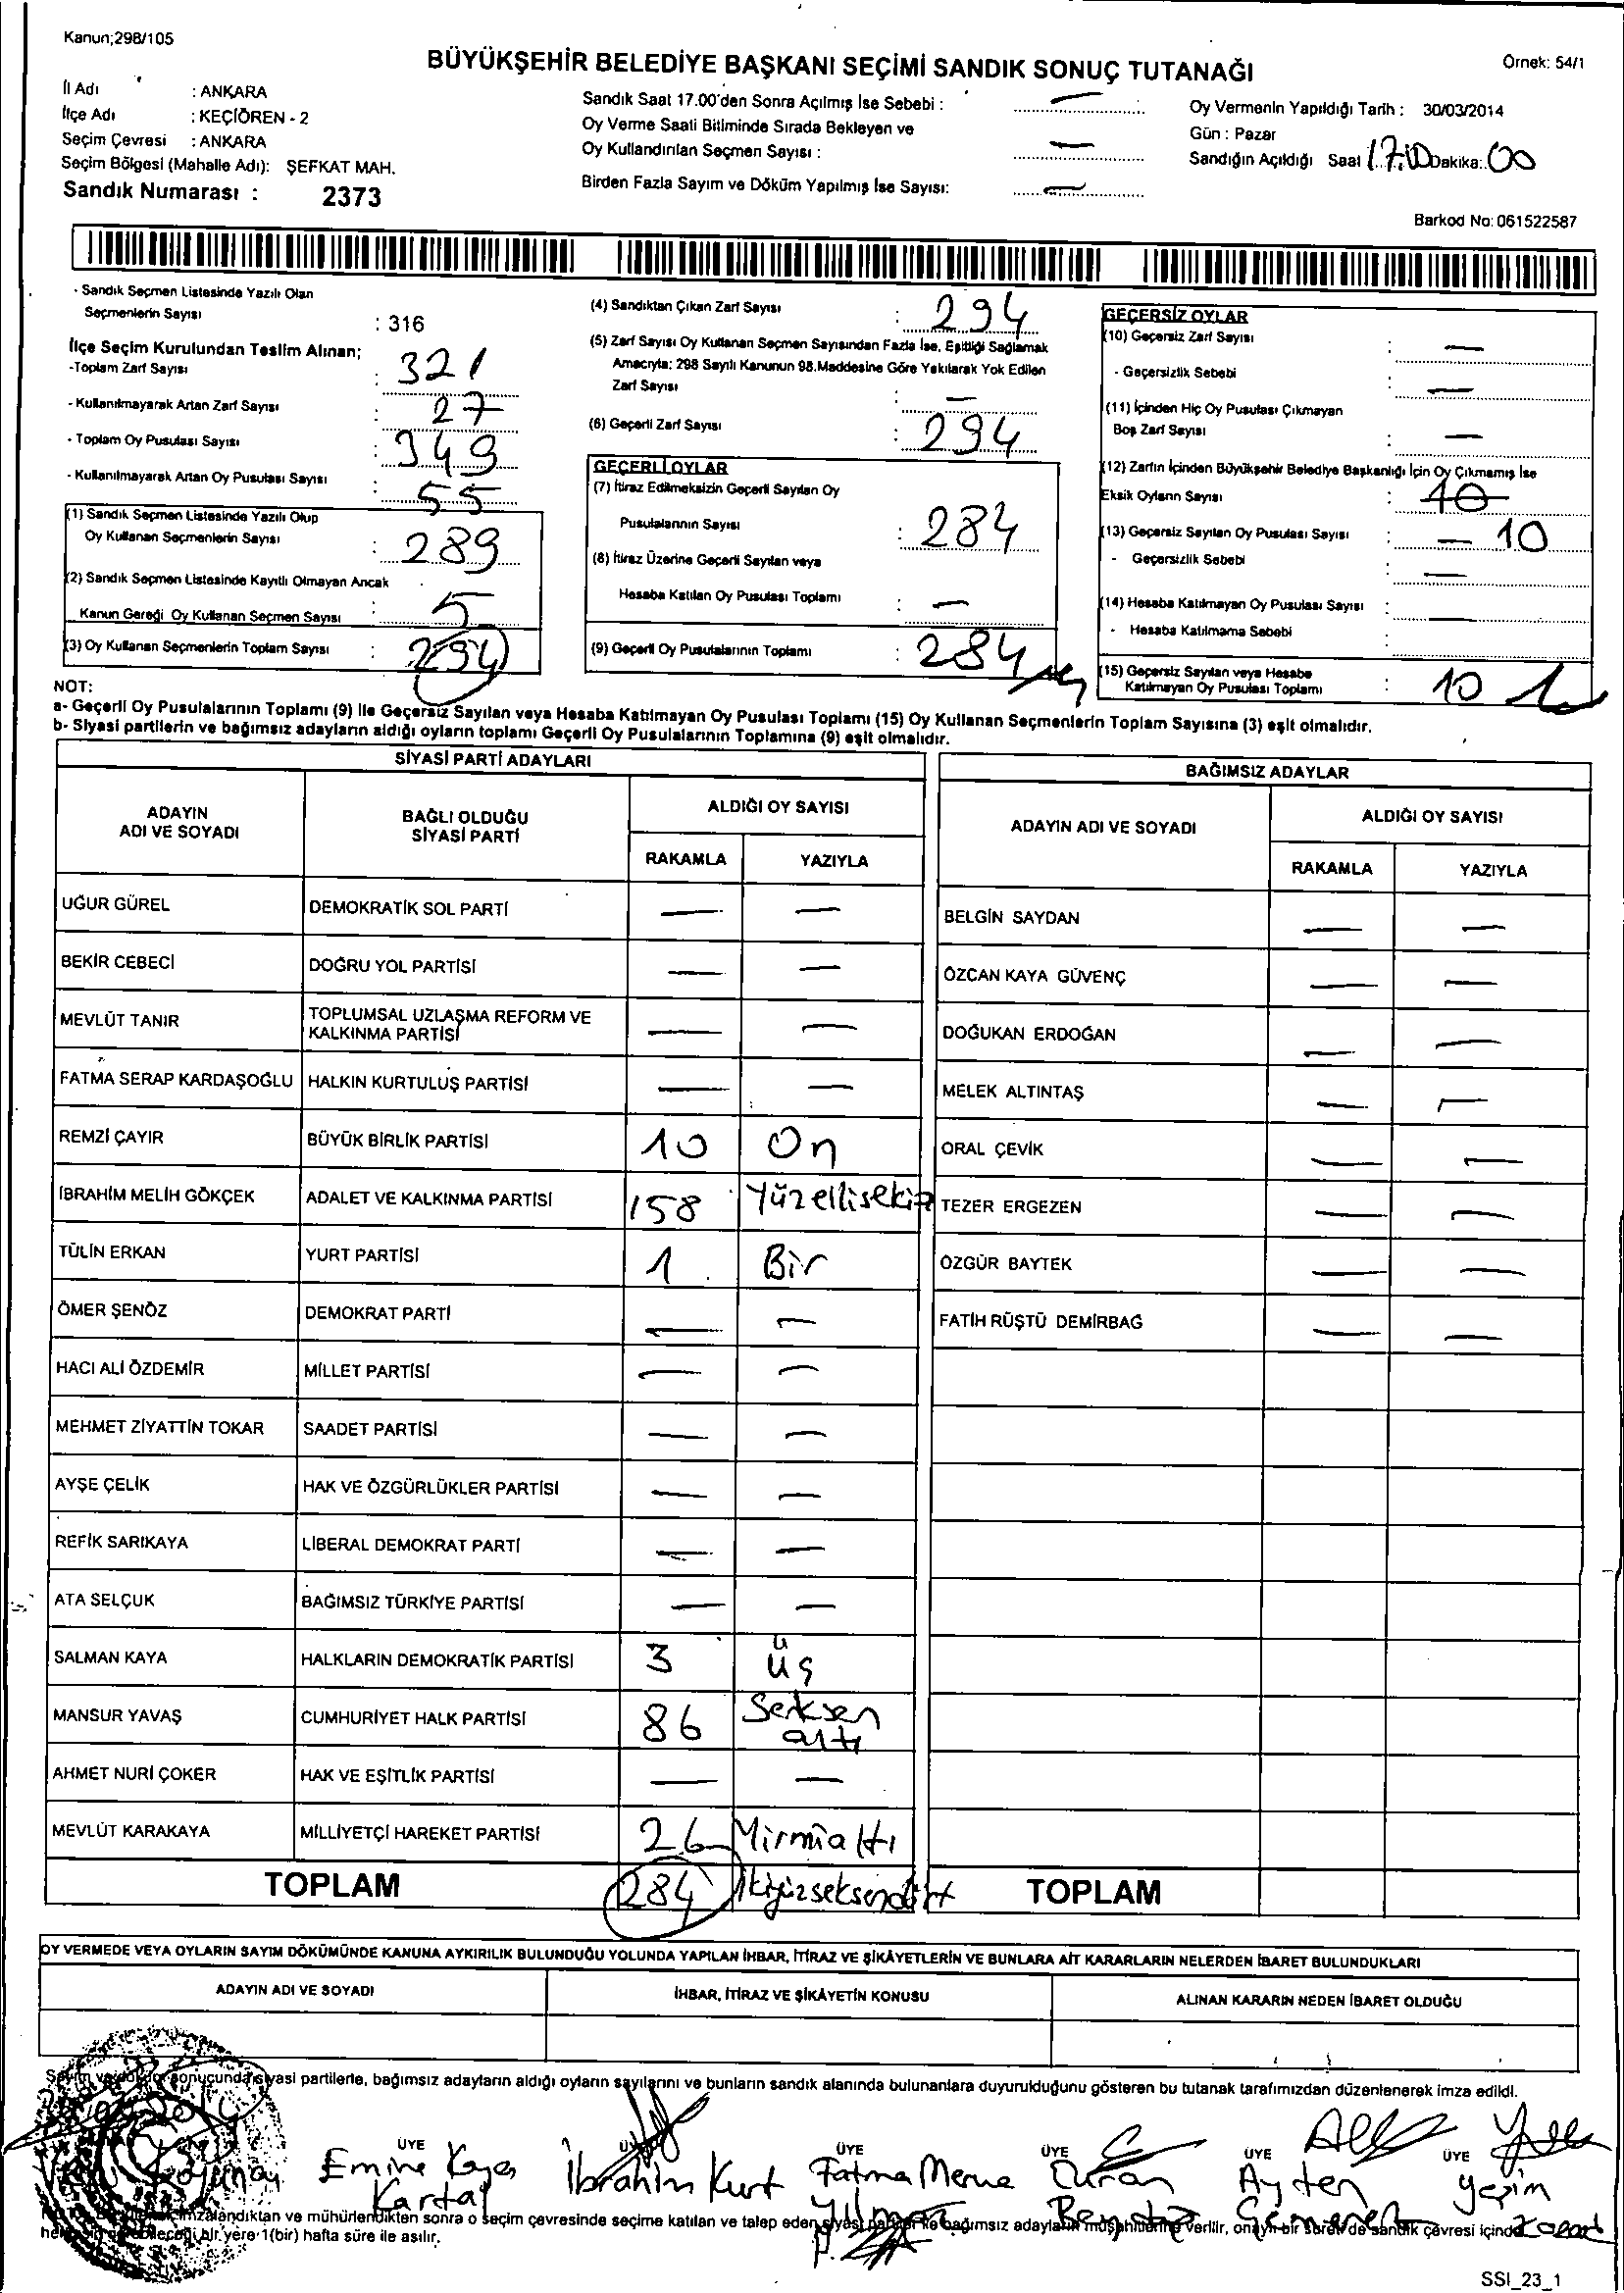 Kanun;298/105
BÜYÜKŞEHİR BELEDİYE BAŞKANI SEÇİMİ SANDIK SONUÇ TUTANAĞI
Örnek: 54/1
İl Adı : ANKARA
İlçe Adı : KEÇİÖREN - 2
Seçim Çevresi : ANKARA
Seçim Bölgesi (Mahalle Adı): ŞEFKAT MAH.
Sandık Numarası : 2373
Sandık Saat 17.00'den Sonra Açılmış İse Sebebi : —
Oy Verme Saati Bitiminde Sırada Bekleyen ve
Oy Kullandırılan Seçmen Sayısı : —
Birden Fazla Sayım ve Döküm Yapılmış İse Sayısı: —
Oy Vermenin Yapıldığı Tarih : 30/03/2014
Gün : Pazar
Sandığın Açıldığı Saat 17:00 Dakika: 00
Barkod No: 061522587
- Sandık Seçmen Listesinde Yazılı Olan
Seçmenlerin Sayısı : 316
İlçe Seçim Kurulundan Teslim Alınan;
-Toplam Zarf Sayısı : 321
- Kullanılmayarak Artan Zarf Sayısı : 27
- Toplam Oy Pusulası Sayısı : 349
- Kullanılmayarak Artan Oy Pusulası Sayısı : 55
(1) Sandık Seçmen Listesinde Yazılı Olup
Oy Kullanan Seçmenlerin Sayısı : 289
(2) Sandık Seçmen Listesinde Kayıtlı Olmayan Ancak
Kanun Gereği Oy Kullanan Seçmen Sayısı : 5
(3) Oy Kullanan Seçmenlerin Toplam Sayısı : 294
(4) Sandıktan Çıkan Zarf Sayısı : 294
(5) Zarf Sayısı Oy Kullanan Seçmen Sayısından Fazla İse, Eşitliği Sağlamak
Amacıyla; 298 Sayılı Kanunun 98.Maddesine Göre Yakılarak Yok Edilen
Zarf Sayısı : —
(6) Geçerli Zarf Sayısı : 294
GEÇERLİ OYLAR
(7) İtiraz Edilmeksizin Geçerli Sayılan Oy
Pusulalarının Sayısı : 284
(8) İtiraz Üzerine Geçerli Sayılan veya
Hesaba Katılan Oy Pusulası Toplamı : —
(9) Geçerli Oy Pusulalarının Toplamı : 284
GEÇERSİZ OYLAR
(10) Geçersiz Zarf Sayısı : —
- Geçersizlik Sebebi : —
(11) İçinden Hiç Oy Pusulası Çıkmayan
Boş Zarf Sayısı : —
(12) Zarfın İçinden Büyükşehir Belediye Başkanlığı İçin Oy Çıkmamış İse
Eksik Oyların Sayısı : 10
(13) Geçersiz Sayılan Oy Pusulası Sayısı : — 10
- Geçersizlik Sebebi : —
(14) Hesaba Katılmayan Oy Pusulası Sayısı :
- Hesaba Katılmama Sebebi :
(15) Geçersiz Sayılan veya Hesaba
Katılmayan Oy Pusulası Toplamı : 10
NOT:
a- Geçerli Oy Pusulalarının Toplamı (9) ile Geçersiz Sayılan veya Hesaba Katılmayan Oy Pusulası Toplamı (15) Oy Kullanan Seçmenlerin Toplam Sayısına (3) eşit olmalıdır.
b- Siyasi partilerin ve bağımsız adayların aldığı oyların toplamı Geçerli Oy Pusulalarının Toplamına (9) eşit olmalıdır.
SİYASİ PARTİ ADAYLARI
ADAYIN ADI VE SOYADI BAĞLI OLDUĞU SİYASİ PARTİ ALDIĞI OY SAYISI
RAKAMLA YAZIYLA
UĞUR GÜREL DEMOKRATİK SOL PARTİ — —
BEKİR CEBECİ DOĞRU YOL PARTİSİ — —
MEVLÜT TANIR TOPLUMSAL UZLAŞMA REFORM VE KALKINMA PARTİSİ — —
FATMA SERAP KARDAŞOĞLU HALKIN KURTULUŞ PARTİSİ — —
REMZİ ÇAYIR BÜYÜK BİRLİK PARTİSİ 10 On
İBRAHİM MELİH GÖKÇEK ADALET VE KALKINMA PARTİSİ 158 Yüzellisekiz
TÜLİN ERKAN YURT PARTİSİ 1 Bir
ÖMER ŞENÖZ DEMOKRAT PARTİ — —
HACI ALİ ÖZDEMİR MİLLET PARTİSİ — —
MEHMET ZİYATTİN TOKAR SAADET PARTİSİ — —
AYŞE ÇELİK HAK VE ÖZGÜRLÜKLER PARTİSİ — —
REFİK SARIKAYA LİBERAL DEMOKRAT PARTİ — —
ATA SELÇUK BAĞIMSIZ TÜRKİYE PARTİSİ — —
SALMAN KAYA HALKLARIN DEMOKRATİK PARTİSİ 3 Üç
MANSUR YAVAŞ CUMHURİYET HALK PARTİSİ 86 Seksen altı
AHMET NURİ ÇOKER HAK VE EŞİTLİK PARTİSİ — —
MEVLÜT KARAKAYA MİLLİYETÇİ HAREKET PARTİSİ 26 Yirmialtı
TOPLAM 284 İkiyüzseksendört
BAĞIMSIZ ADAYLAR
ADAYIN ADI VE SOYADI ALDIĞI OY SAYISI
RAKAMLA YAZIYLA
BELGİN SAYDAN — —
ÖZCAN KAYA GÜVENÇ — —
DOĞUKAN ERDOĞAN — —
MELEK ALTINTAŞ — —
ORAL ÇEVİK — —
TEZER ERGEZEN — —
ÖZGÜR BAYTEK — —
FATİH RÜŞTÜ DEMİRBAĞ — —
TOPLAM
OY VERMEDE VEYA OYLARIN SAYIM DÖKÜMÜNDE KANUNA AYKIRILIK BULUNDUĞU YOLUNDA YAPILAN İHBAR, İTİRAZ VE ŞİKÂYETLERİN VE BUNLARA AİT KARARLARIN NELERDEN İBARET BULUNDUKLARI
ADAYIN ADI VE SOYADI İHBAR, İTİRAZ VE ŞİKÂYETİN KONUSU ALINAN KARARIN NEDEN İBARET OLDUĞU
sonucunda siyasi partilerle, bağımsız adayların aldığı oyların sayılarını ve bunların sandık alanında bulunanlara duyurulduğunu gösteren bu tutanak tarafımızdan düzenlenerek imza edildi.
ÜYE ÜYE ÜYE ÜYE ÜYE ÜYE
Emine Kaya İbrahim Kurt Fatma Merve Ayten Yeşim
Kartal Yılmaz
imzalandıktan ve mühürlendikten sonra o seçim çevresinde seçime katılan ve talep eden siyasi ile bağımsız adayların müşahitlerine verilir, onaylı bir sureti de sandık çevresi içinde
bir yere 1(bir) hafta süre ile asılır.
SSI_23_1